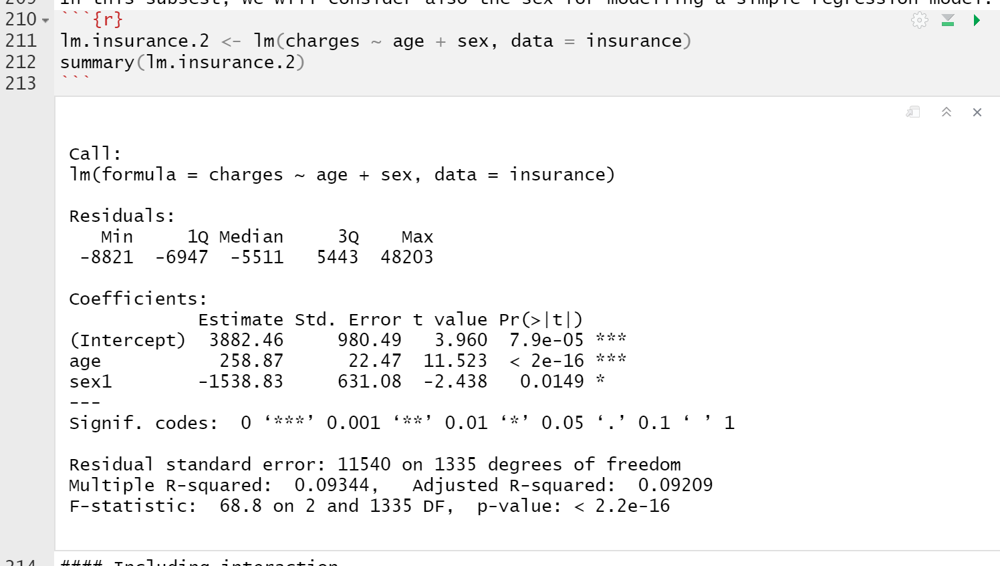 209 In this subsest, we will consider also the sex for modelling a simple regression model.
210 ```{r}
211 lm.insurance.2 <- lm(charges ~ age + sex, data = insurance)
212 summary(lm.insurance.2)
213 ```
Call:
lm(formula = charges ~ age + sex, data = insurance)
Residuals:
Min 1Q Median 3Q Max
-8821 -6947 -5511 5443 48203
Coefficients:
Estimate Std. Error t value Pr(>|t|)
(Intercept) 3882.46 980.49 3.960 7.9e-05 ***
age 258.87 22.47 11.523 < 2e-16 ***
sex1 -1538.83 631.08 -2.438 0.0149 *
---
Signif. codes: 0 ‘***’ 0.001 ‘**’ 0.01 ‘*’ 0.05 ‘.’ 0.1 ‘ ’ 1
Residual standard error: 11540 on 1335 degrees of freedom
Multiple R-squared: 0.09344, Adjusted R-squared: 0.09209
F-statistic: 68.8 on 2 and 1335 DF, p-value: < 2.2e-16
214 #### Including interaction